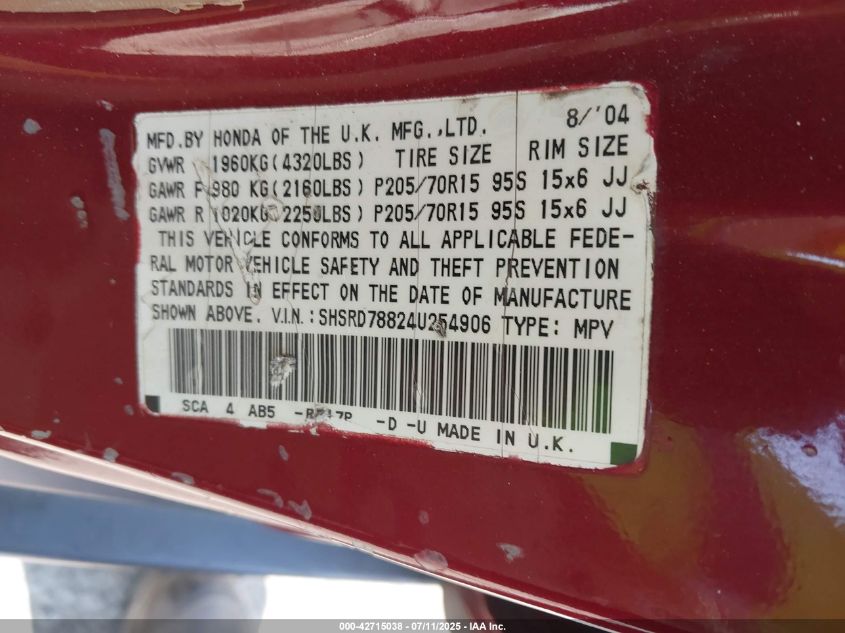 MFD.BY HONDA OF THE U.K. MFG.,LTD. 8/'04
GVWR 1960KG(4320LBS) TIRE SIZE RIM SIZE
GAWR F 980 KG(2160LBS) P205/70R15 95S 15x6 JJ
GAWR R 1020KG(2250LBS) P205/70R15 95S 15x6 JJ
THIS VEHICLE CONFORMS TO ALL APPLICABLE FEDE-
RAL MOTOR VEHICLE SAFETY AND THEFT PREVENTION
STANDARDS IN EFFECT ON THE DATE OF MANUFACTURE
SHOWN ABOVE. V.I.N.:SHSRD78824U254906 TYPE: MPV
SCA 4 AB5 -D -U MADE IN U.K.
000-42715038 - 07/11/2025 - IAA Inc.